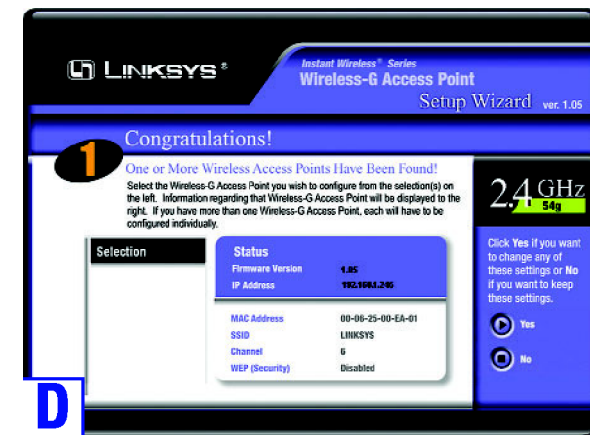 LINKSYS®
Instant Wireless® Series
Wireless-G Access Point
Setup Wizard ver. 1.05
1
Congratulations!
One or More Wireless Access Points Have Been Found!
Select the Wireless-G Access Point you wish to configure from the selection(s) on
the left. Information regarding that Wireless-G Access Point will be displayed to the
right. If you have more than one Wireless-G Access Point, each will have to be
configured individually.
Selection
Status
Firmware Version 1.05
IP Address 192.168.1.246
MAC Address 00-06-25-00-EA-01
SSID LINKSYS
Channel 6
WEP (Security) Disabled
2.4 GHz
54g
Click Yes if you want
to change any of
these settings or No
if you want to keep
these settings.
Yes
No
D